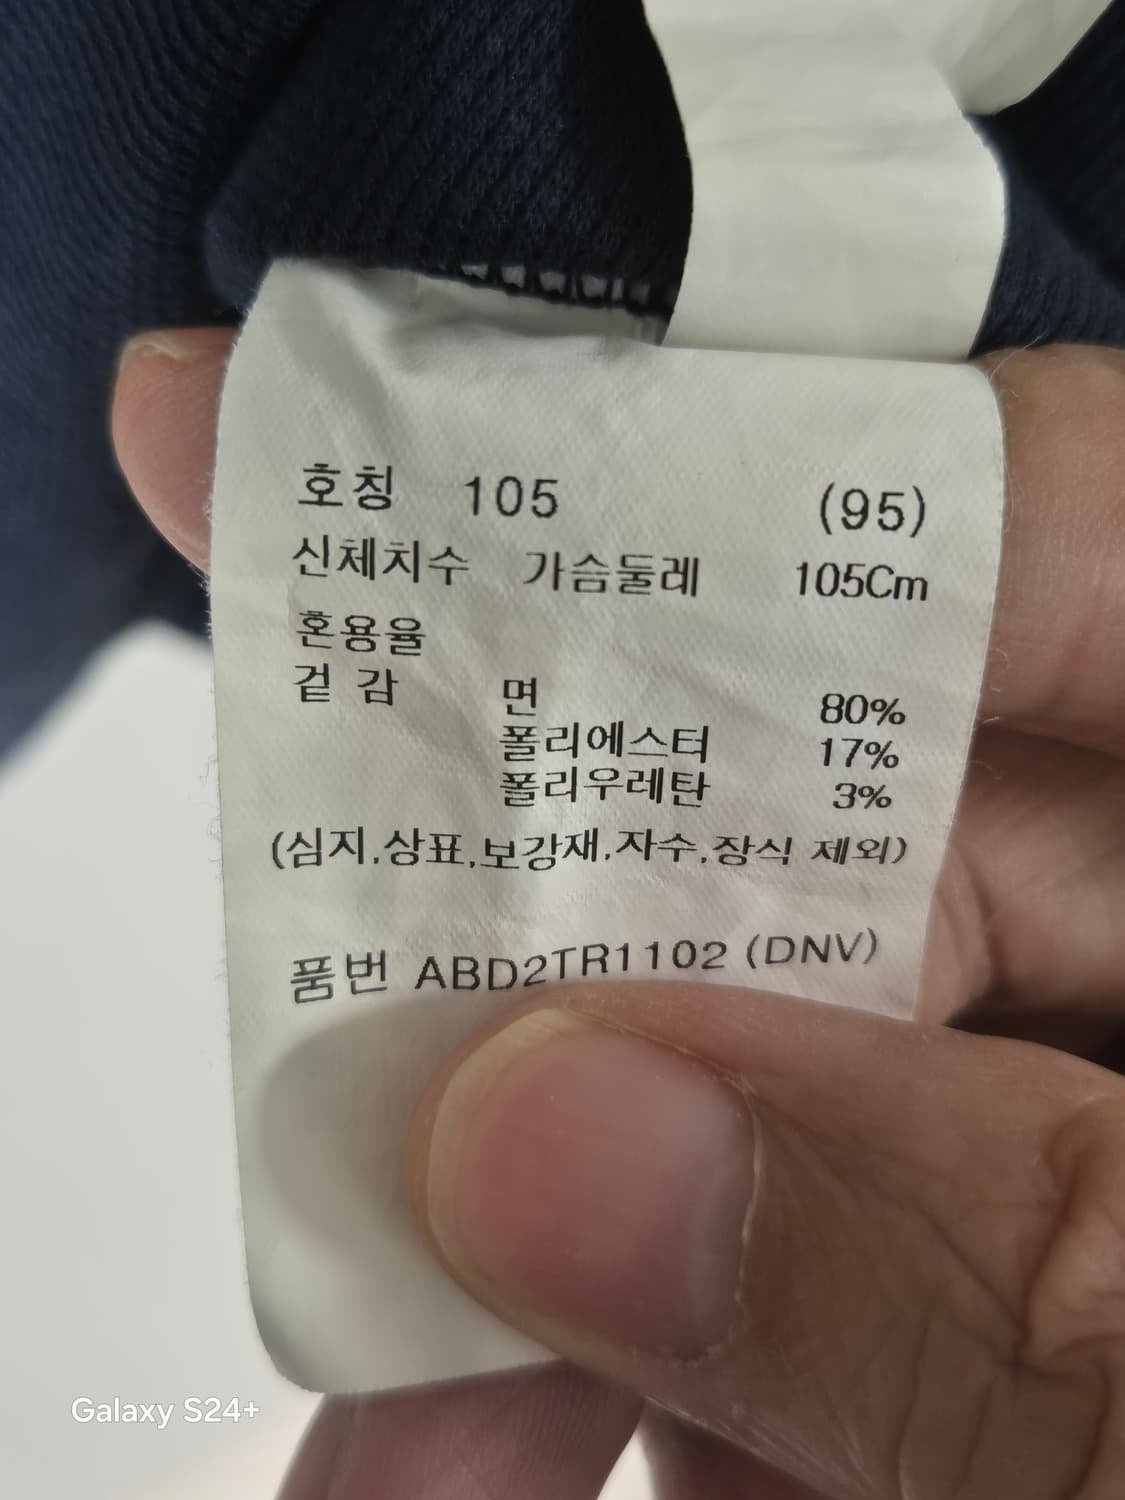 호칭 105 (95)
신체치수 가슴둘레 105Cm
혼용율
겉 감 면 80%
폴리에스터 17%
폴리우레탄 3%
(심지,상표,보강재,자수,장식 제외)
품번 ABD2TR1102 (DNV)
Galaxy S24+